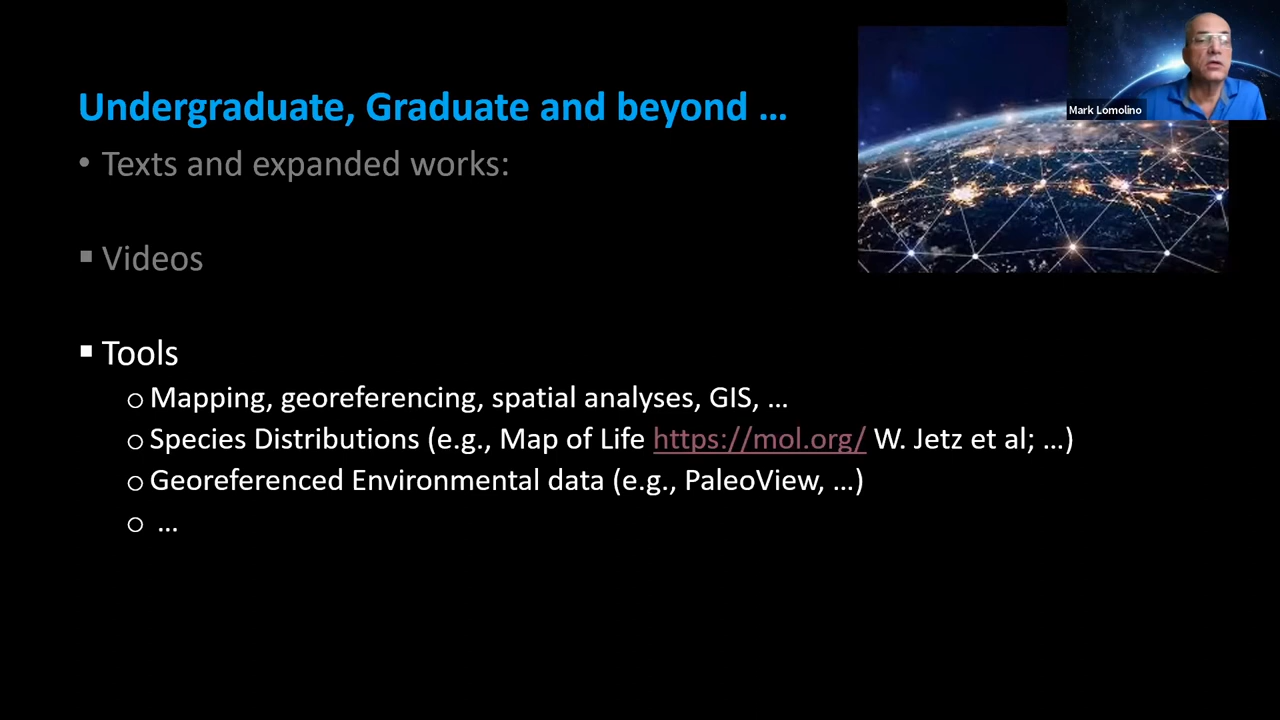 Undergraduate, Graduate and beyond …
Mark Lomolino
• Texts and expanded works:
▪ Videos
▪ Tools
o Mapping, georeferencing, spatial analyses, GIS, …
o Species Distributions (e.g., Map of Life https://mol.org/ W. Jetz et al; …)
o Georeferenced Environmental data (e.g., PaleoView, …)
o …